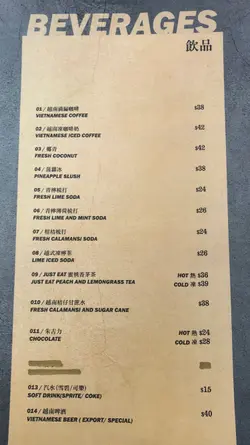 BEVERAGES
飲品
01 / 越南滴漏咖啡 $38
VIETNAMESE COFFEE
02 / 越南凍咖啡奶 $42
VIETNAMESE ICED COFFEE
03 / 椰青 $42
FRESH COCONUT
04 / 菠蘿冰 $38
PINEAPPLE SLUSH
05 / 青檸梳打 $24
FRESH LIME SODA
06 / 青檸薄荷梳打 $26
FRESH LIME AND MINT SODA
07 / 柑桔梳打 $24
FRESH CALAMANSI SODA
08 / 越式凍檸茶 $26
LIME ICED SODA
09 / JUST EAT 蜜桃香茅茶 HOT 熱 $36
JUST EAT PEACH AND LEMONGRASS TEA COLD 凍 $39
010 / 越南桔仔甘蔗水 $38
FRESH CALAMANSI AND SUGAR CANE
011 / 朱古力 HOT 熱 $24
CHOCOLATE COLD 凍 $28
013 / 汽水(雪碧/可樂) $15
SOFT DRINK(SPRITE/ COKE)
014 / 越南啤酒 $40
VIETNAMESE BEER ( EXPORT/ SPECIAL)